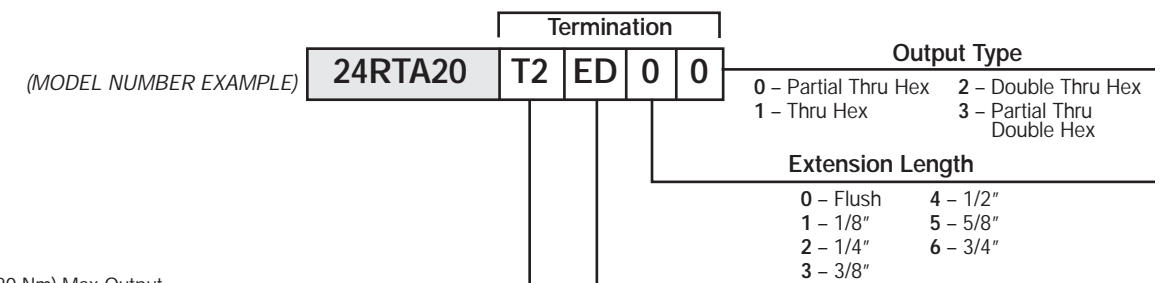 Termination
(MODEL NUMBER EXAMPLE) 24RTA20 T2 ED 0 0
Output Type
0 – Partial Thru Hex 2 – Double Thru Hex
1 – Thru Hex 3 – Partial Thru
Double Hex
Extension Length
0 – Flush 4 – 1/2"
1 – 1/8" 5 – 5/8"
2 – 1/4" 6 – 3/4"
3 – 3/8"
Nm) Max Output